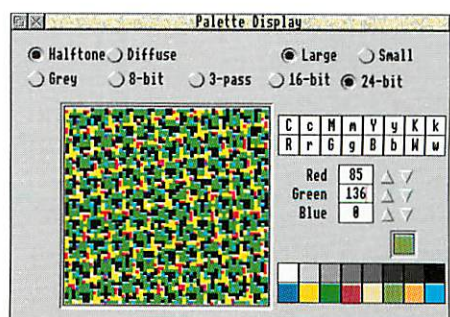 Palette Display
Halftone Diffuse Large Small
Grey 8-bit 3-pass 16-bit 24-bit
C c M m Y y K k
R r G g B b W w
Red 85
Green 136
Blue 0